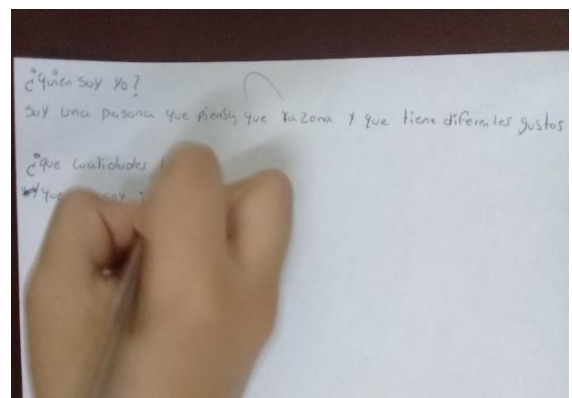 ¿quien soy yo?
soy una persona que piensa, que razona y que tiene diferentes gustos
¿que cualidades
que soy